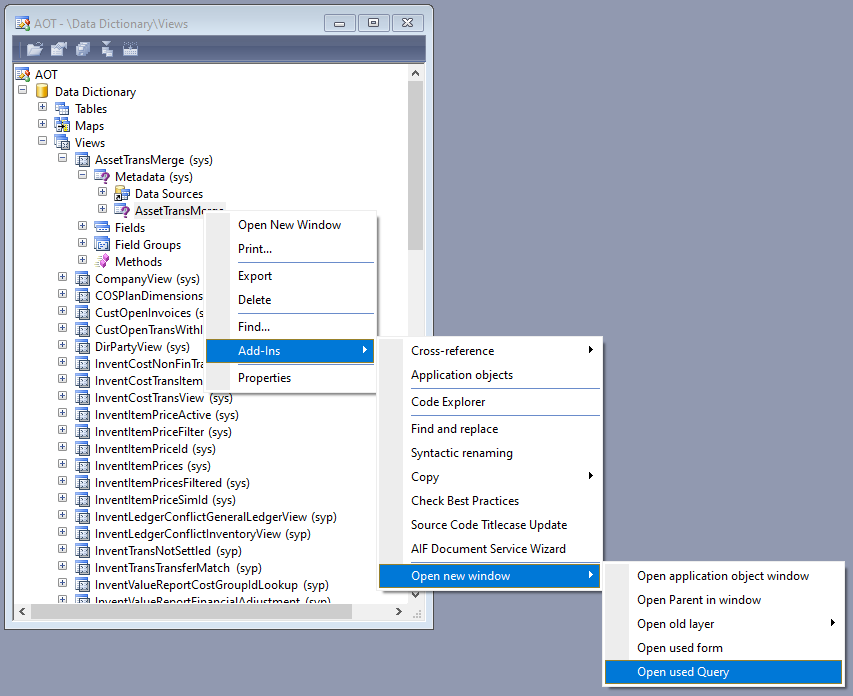 AOT - \Data Dictionary\Views
AOT
Data Dictionary
Tables
Maps
Views
AssetTransMerge (sys)
Metadata (sys)
Data Sources
AssetTransMerge
Fields
Field Groups
Methods
CompanyView (sys)
COSPlanDimensions
CustOpenInvoices (s
CustOpenTransWithI
DirPartyView (sys)
InventCostNonFinTra
InventCostTransItem
InventCostTransView (sys)
InventItemPriceActive (sys)
InventItemPriceFilter (sys)
InventItemPriceId (sys)
InventItemPrices (sys)
InventItemPricesFiltered (sys)
InventItemPriceSimId (sys)
InventLedgerConflictGeneralLedgerView (syp)
InventLedgerConflictInventoryView (syp)
InventTransNotSettled (syp)
InventTransTransferMatch (syp)
InventValueReportCostGroupIdLookup (syp)
InventValueReportFinancialAdjustment (syp)
Open New Window
Print...
Export
Delete
Find...
Add-Ins
Properties
Cross-reference
Application objects
Code Explorer
Find and replace
Syntactic renaming
Copy
Check Best Practices
Source Code Titlecase Update
AIF Document Service Wizard
Open new window
Open application object window
Open Parent in window
Open old layer
Open used form
Open used Query